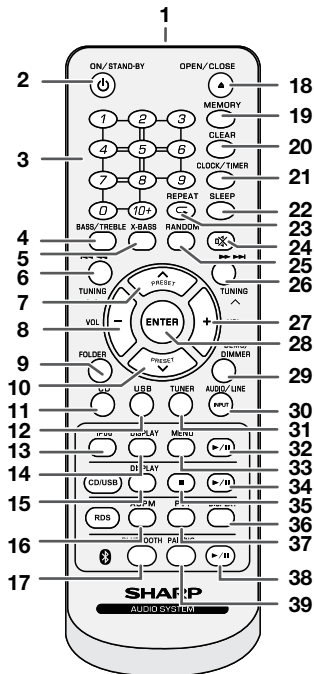 1
ON/STAND-BY OPEN/CLOSE
2 18
MEMORY
19
1 2 3
CLEAR
20
3
4 5 6
CLOCK/TIMER
21
7 8 9
REPEAT SLEEP
22
0 10+
23
BASS/TREBLE X-BASS RANDOM
4 24
5 25
6 26
TUNING TUNING
PRESET
7
VOL - + 27
8
ENTER
28
FOLDER
9
DIMMER
PRESET
10 29
CD USB TUNER AUDIO/LINE
INPUT
11 30
12 31
DISPLAY MENU
13 32
14 33
DISPLAY
CD/USB
15 34
35
RDS
16 36
37
PAIRING
17 38
SHARP
AUDIO SYSTEM
39